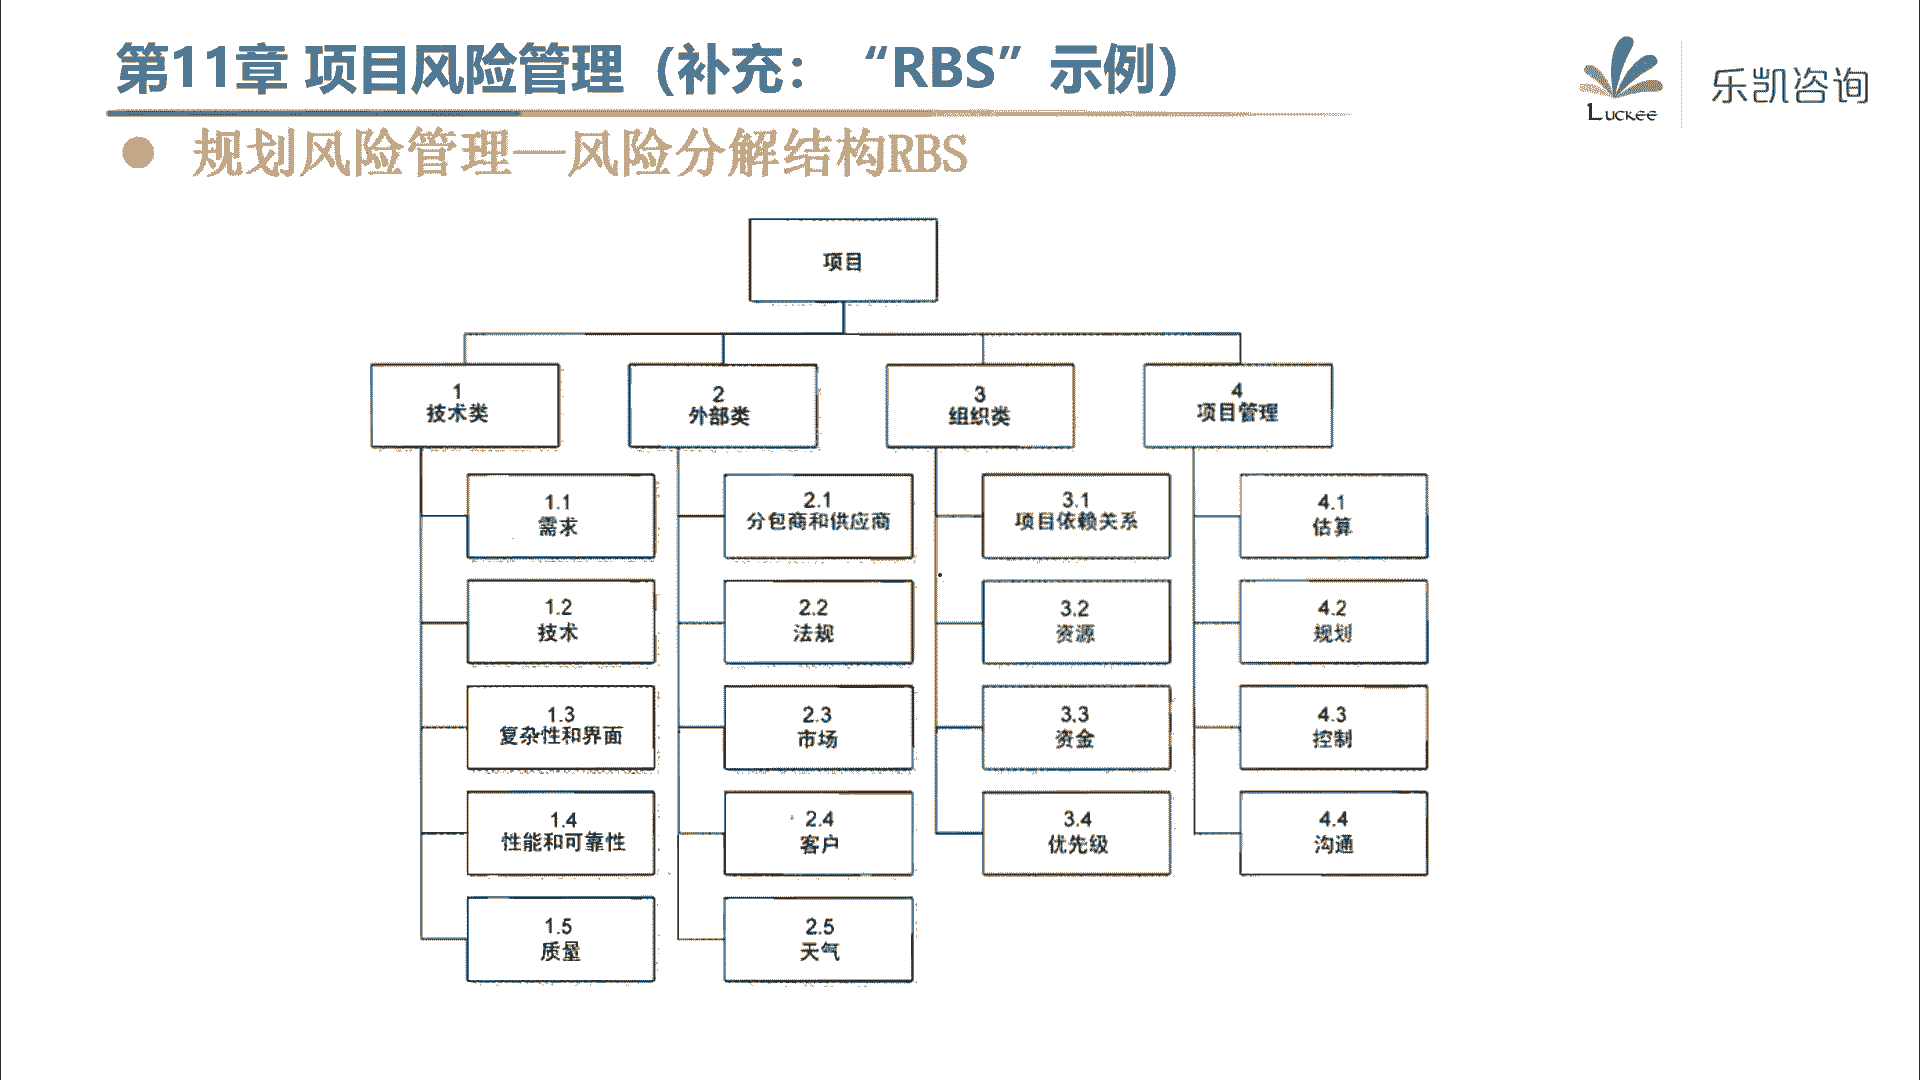 第11章 项目风险管理（补充：“RBS”示例）
Luckee
乐凯咨询
规划风险管理—风险分解结构RBS
项目
1
技术类
2
外部类
3
组织类
4
项目管理
1.1
需求
1.2
技术
1.3
复杂性和界面
1.4
性能和可靠性
1.5
质量
2.1
分包商和供应商
2.2
法规
2.3
市场
2.4
客户
2.5
天气
3.1
项目依赖关系
3.2
资源
3.3
资金
3.4
优先级
4.1
估算
4.2
规划
4.3
控制
4.4
沟通